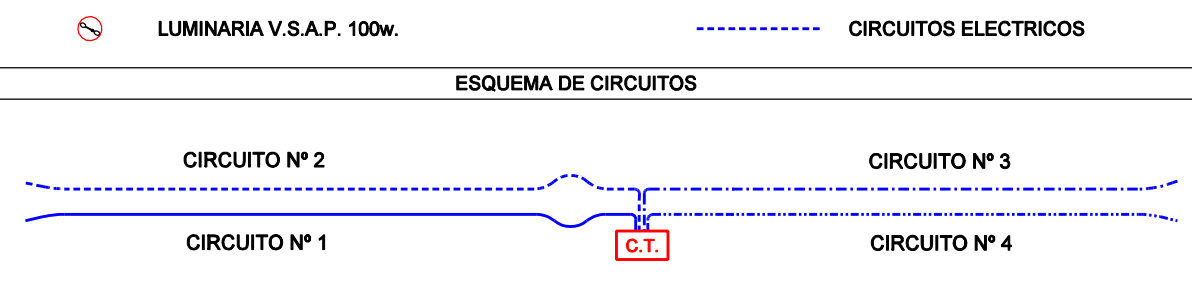 LUMINARIA V.S.A.P. 100w.
CIRCUITOS ELECTRICOS
ESQUEMA DE CIRCUITOS
CIRCUITO Nº 2
CIRCUITO Nº 3
CIRCUITO Nº 1
C.T.
CIRCUITO Nº 4